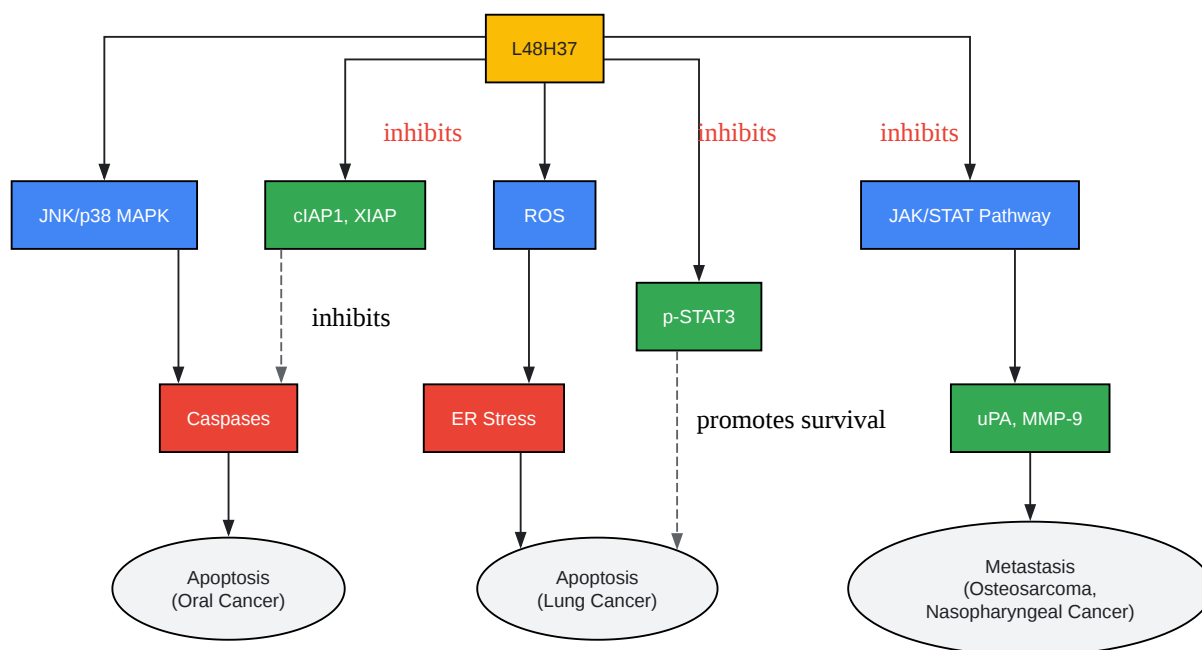 L48H37
inhibits
inhibits
inhibits
JNK/p38 MAPK
cIAP1, XIAP
ROS
JAK/STAT Pathway
p-STAT3
inhibits
Caspases
ER Stress
promotes survival
uPA, MMP-9
Apoptosis
(Oral Cancer)
Apoptosis
(Lung Cancer)
Metastasis
(Osteosarcoma,
Nasopharyngeal Cancer)